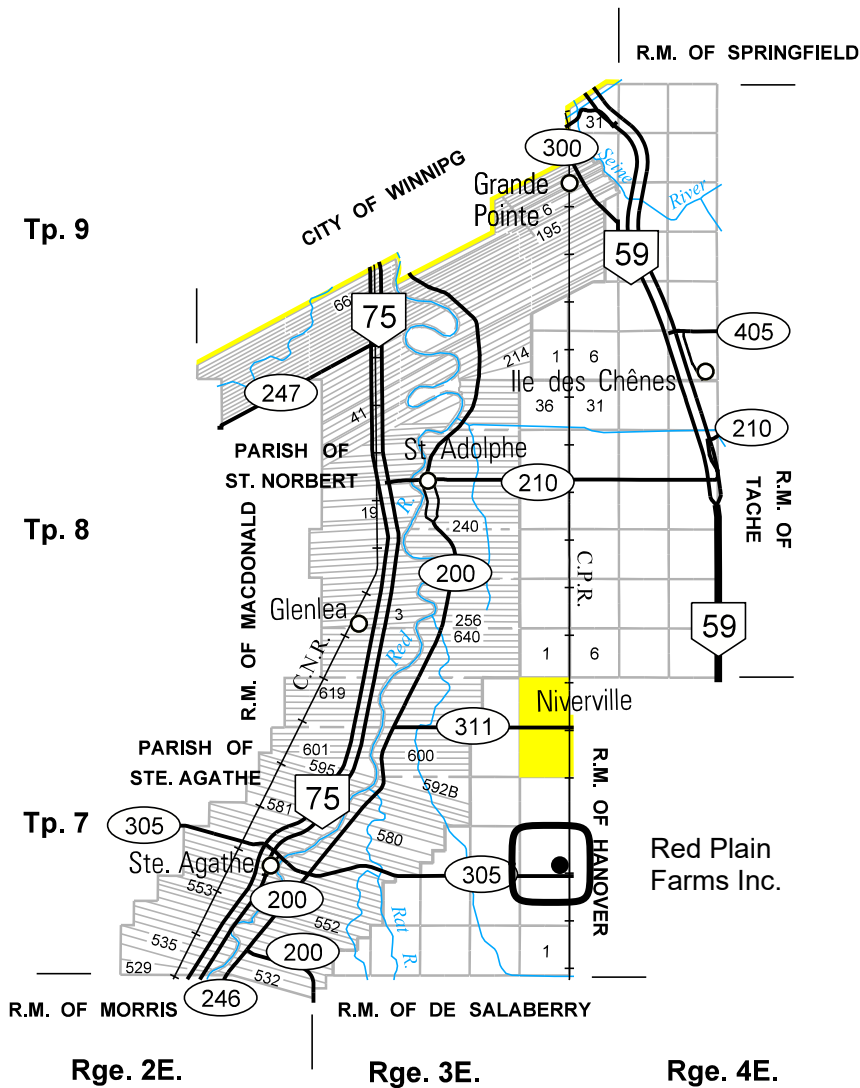 R.M. OF SPRINGFIELD
31
300
Seine
River
CITY OF WINNIPG
Grande
Pointe
6
195
Tp. 9
59
66
75
405
214
1
6
Ile des Chênes
247
36
31
41
210
PARISH OF
ST. NORBERT
St. Adolphe
210
R.M. OF
TACHE
R.
19
240
Tp. 8
R.M. OF MACDONALD
C.P.R.
200
Glenlea
3
256
640
59
Red
C.N.R.
1
6
619
Niverville
311
PARISH OF
STE. AGATHE
601
595
600
R.M. OF HANOVER
75
592B
581
Tp. 7
305
580
Red Plain
Farms Inc.
Ste. Agathe
305
553
200
552
Rat
R.
535
200
1
529
532
246
R.M. OF MORRIS
R.M. OF DE SALABERRY
Rge. 2E.
Rge. 3E.
Rge. 4E.